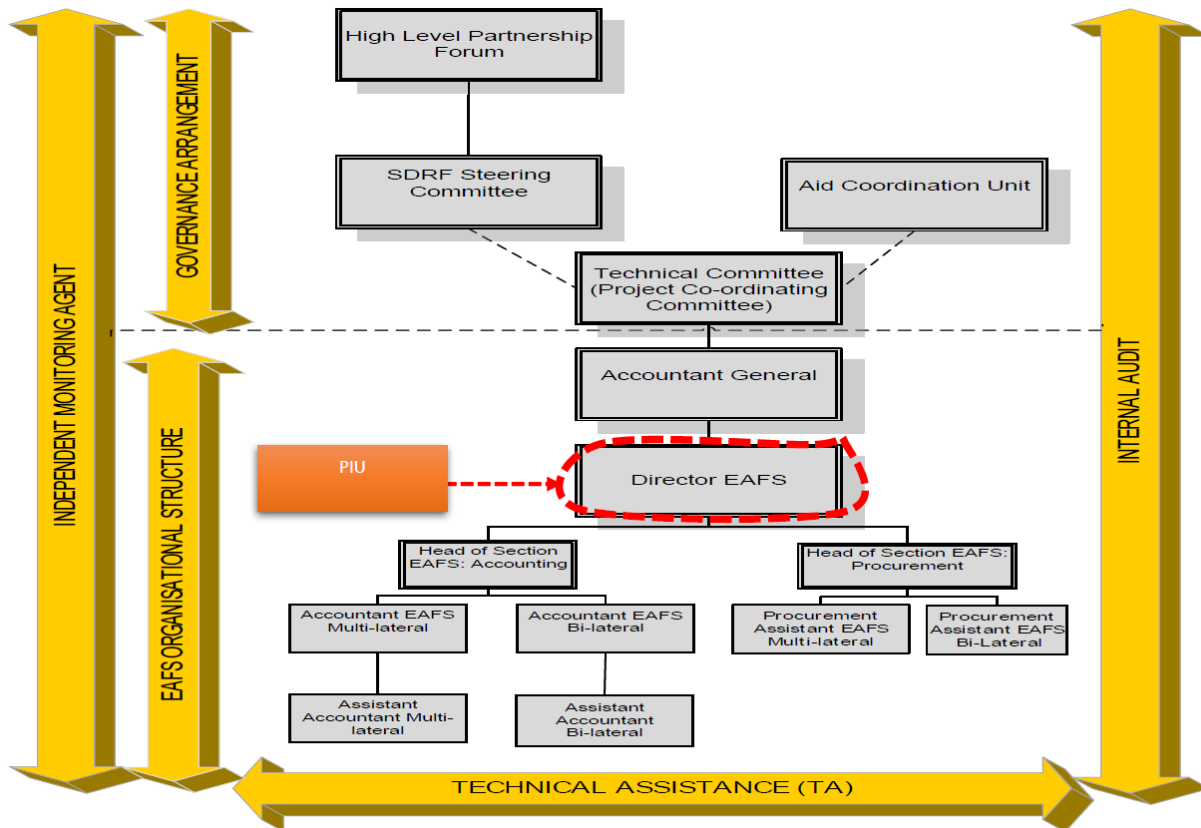 High Level Partnership
Forum
SDRF Steering
Committee
Aid Coordination Unit
Technical Committee
(Project Co-ordinating
Committee)
Accountant General
PIU
Director EAFS
Head of Section
EAFS: Accounting
Head of Section EAFS:
Procurement
Accountant EAFS
Multi-lateral
Accountant EAFS
Bi-lateral
Procurement
Assistant EAFS
Multi-lateral
Procurement
Assistant EAFS
Bi-Lateral
Assistant
Accountant Multi-
lateral
Assistant
Accountant
Bi-lateral
INDEPENDENT MONITORING AGENT
GOVERNANCE ARRANGEMENT
EAFS ORGANISATIONAL STRUCTURE
INTERNAL AUDIT
TECHNICAL ASSISTANCE (TA)